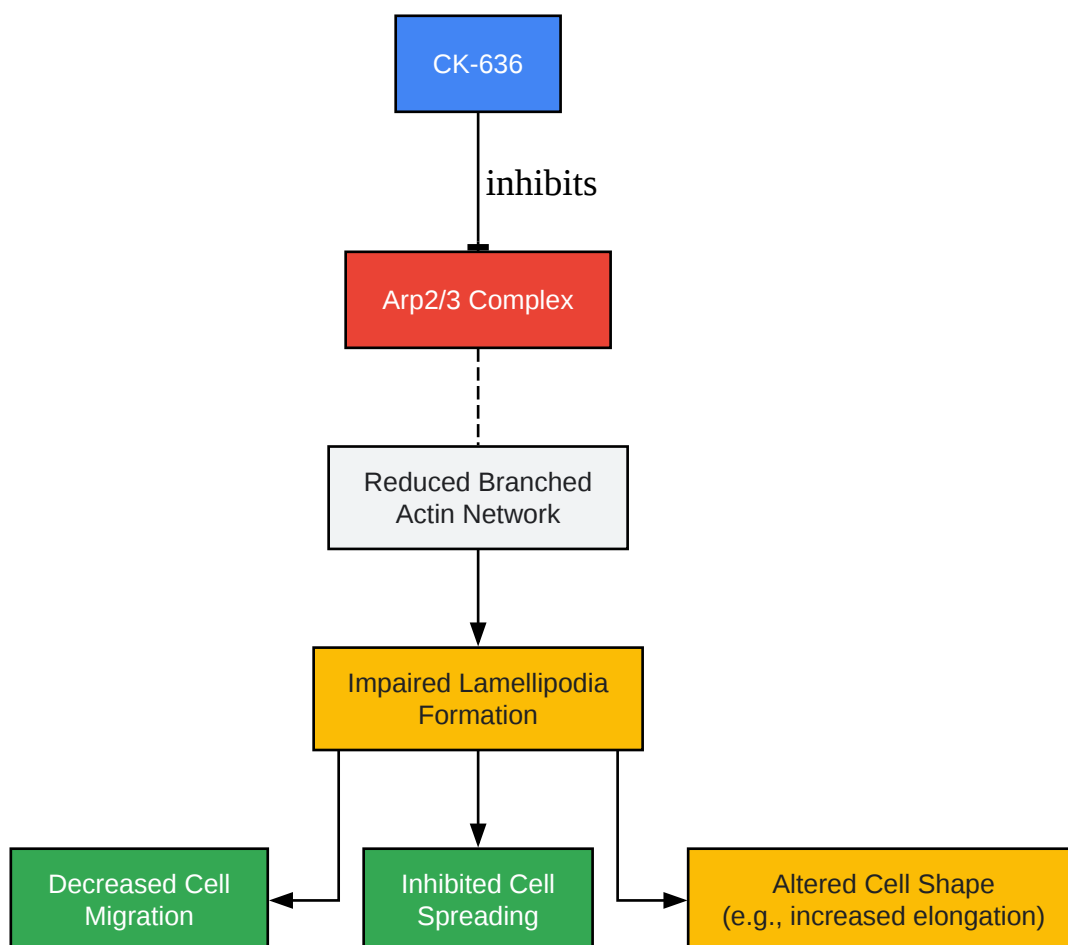 CK-636
inhibits
Arp2/3 Complex
Reduced Branched
Actin Network
Impaired Lamellipodia
Formation
Decreased Cell
Migration
Inhibited Cell
Spreading
Altered Cell Shape
(e.g., increased elongation)